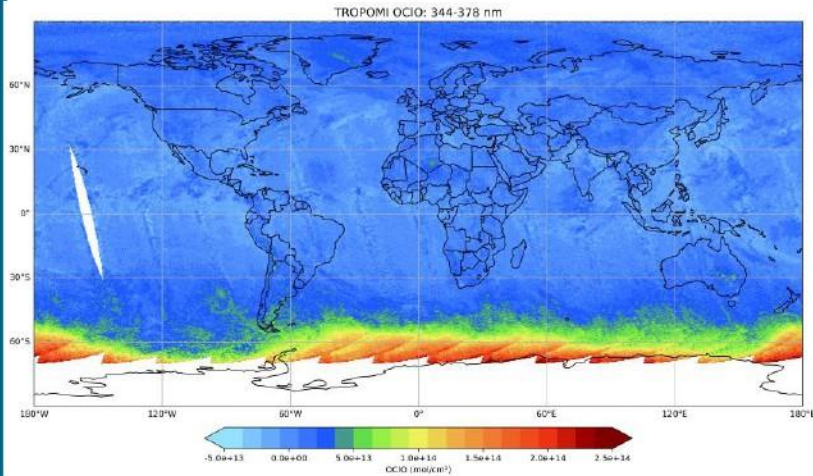 TROPOMI OClO: 344-378 nm
60°N
30°N
0°
30°S
60°S
180°W 120°W 60°W 0° 60°E 120°E 180°E
-5.0e+13 0.0e+00 5.0e+13 1.0e+14 1.5e+14 2.0e+14 2.5e+14
OClO (mol/cm²)